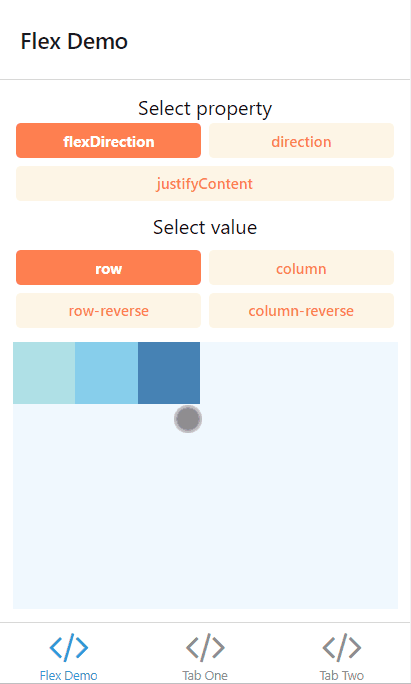 Flex Demo
Select property
flexDirection direction
justifyContent
Select value
row column
row-reverse column-reverse
Flex Demo Tab One Tab Two